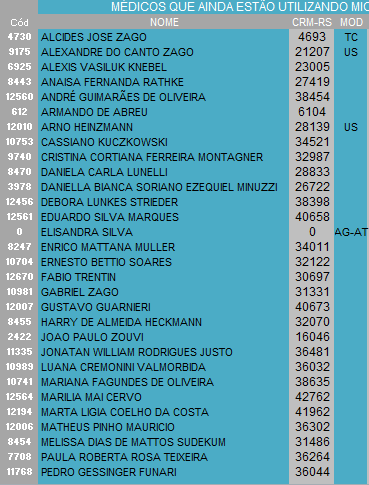 MÉDICOS QUE AINDA ESTÃO UTILIZANDO MIC
Cód NOME CRM-RS MOD
4730 ALCIDES JOSE ZAGO 4693 TC
9175 ALEXANDRE DO CANTO ZAGO 21207 US
6925 ALEXIS VASILUK KNEBEL 23005
8443 ANAISA FERNANDA RATHKE 27419
12560 ANDRÉ GUIMARÃES DE OLIVEIRA 38454
612 ARMANDO DE ABREU 6104
12010 ARNO HEINZMANN 28139 US
10753 CASSIANO KUCZKOWSKI 34521
9740 CRISTINA CORTIANA FERREIRA MONTAGNER 32987
8470 DANIELA CARLA LUNELLI 28833
3978 DANIELLA BIANCA SORIANO EZEQUIEL MINUZZI 26722
12456 DEBORA LUNKES STRIEDER 38398
12561 EDUARDO SILVA MARQUES 40658
0 ELISANDRA SILVA 0 AG-AT
8247 ENRICO MATTANA MULLER 34011
10704 ERNESTO BETTIO SOARES 32122
12670 FABIO TRENTIN 30697
10981 GABRIEL ZAGO 31331
12007 GUSTAVO GUARNIERI 40673
8455 HARRY DE ALMEIDA HECKMANN 32070
2422 JOAO PAULO ZOUVI 16046
11335 JONATAN WILLIAM RODRIGUES JUSTO 36481
10989 LUANA CREMONINI VALMORBIDA 36032
10741 MARIANA FAGUNDES DE OLIVEIRA 38635
12564 MARILIA MAI CERVO 42762
12194 MARTA LIGIA COELHO DA COSTA 41962
12006 MATHEUS PINHO MAURICIO 36302
8454 MELISSA DIAS DE MATTOS SUDEKUM 31486
7708 PAULA ROBERTA ROSA TEIXEIRA 36264
11768 PEDRO GESSINGER FUNARI 36044